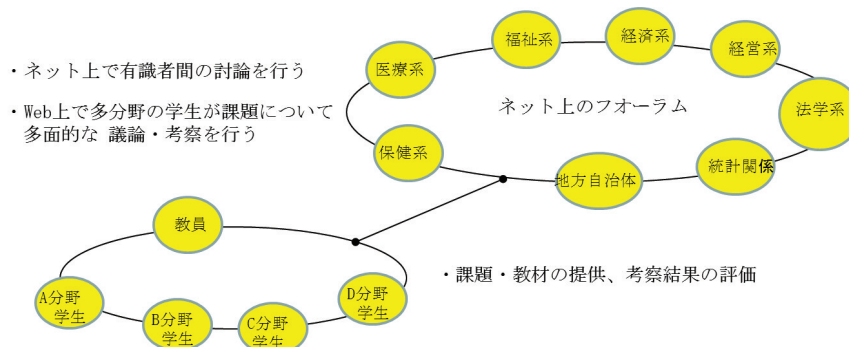 ・ネット上で有識者間の討論を行う
・Web上で多分野の学生が課題について
多面的な 議論・考察を行う
医療系
福祉系
経済系
経営系
法学系
統計関係
地方自治体
保健系
ネット上のフオーラム
教員
A分野
学生
B分野
学生
C分野
学生
D分野
学生
・課題・教材の提供、考察結果の評価